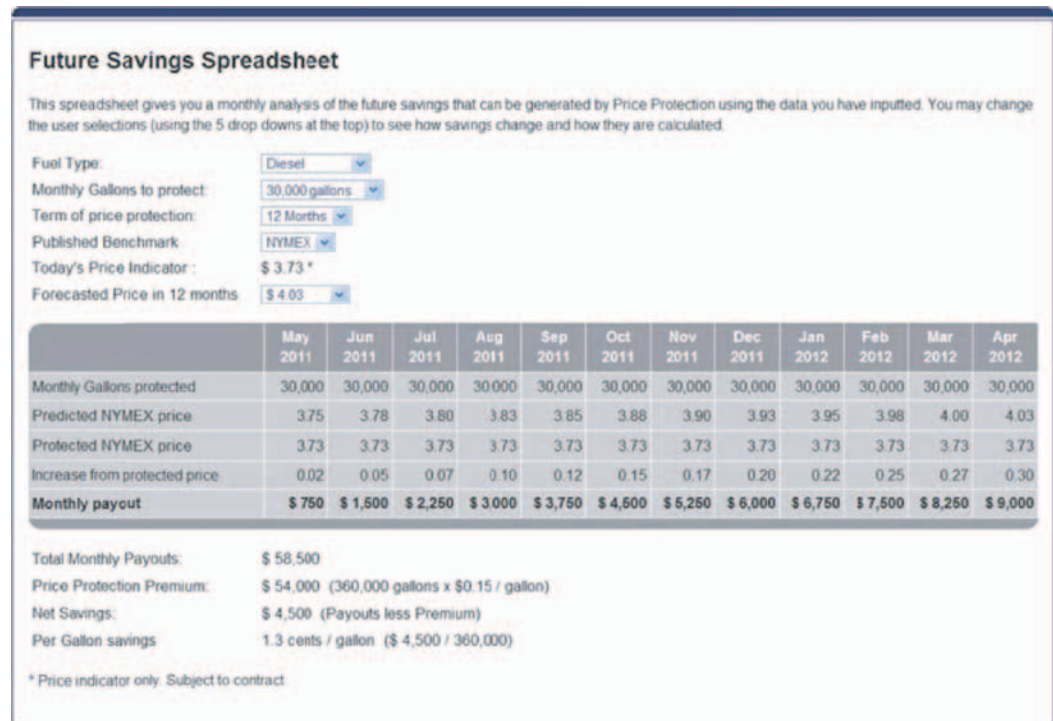 Future Savings Spreadsheet
This spreadsheet gives you a monthly analysis of the future savings that can be generated by Price Protection using the data you have inputted. You may change
the user selections (using the 5 drop downs at the top) to see how savings change and how they are calculated.
Fuel Type: Diesel
Monthly Gallons to protect: 30,000 gallons
Term of price protection: 12 Months
Published Benchmark NYMEX
Today's Price Indicator : $ 3.73 *
Forecasted Price in 12 months $ 4.03
May Jun Jul Aug Sep Oct Nov Dec Jan Feb Mar Apr
2011 2011 2011 2011 2011 2011 2011 2011 2012 2012 2012 2012
Monthly Gallons protected 30,000 30,000 30,000 30,000 30,000 30,000 30,000 30,000 30,000 30,000 30,000 30,000
Predicted NYMEX price 3.75 3.78 3.80 3.83 3.85 3.88 3.90 3.93 3.95 3.98 4.00 4.03
Protected NYMEX price 3.73 3.73 3.73 3.73 3.73 3.73 3.73 3.73 3.73 3.73 3.73 3.73
Increase from protected price 0.02 0.05 0.07 0.10 0.12 0.15 0.17 0.20 0.22 0.25 0.27 0.30
Monthly payout $ 750 $ 1,500 $ 2,250 $ 3,000 $ 3,750 $ 4,500 $ 5,250 $ 6,000 $ 6,750 $ 7,500 $ 8,250 $ 9,000
Total Monthly Payouts: $ 58,500
Price Protection Premium: $ 54,000 (360,000 gallons x $0.15 / gallon)
Net Savings: $ 4,500 (Payouts less Premium)
Per Gallon savings 1.3 cents / gallon ($ 4,500 / 360,000)
* Price indicator only. Subject to contract